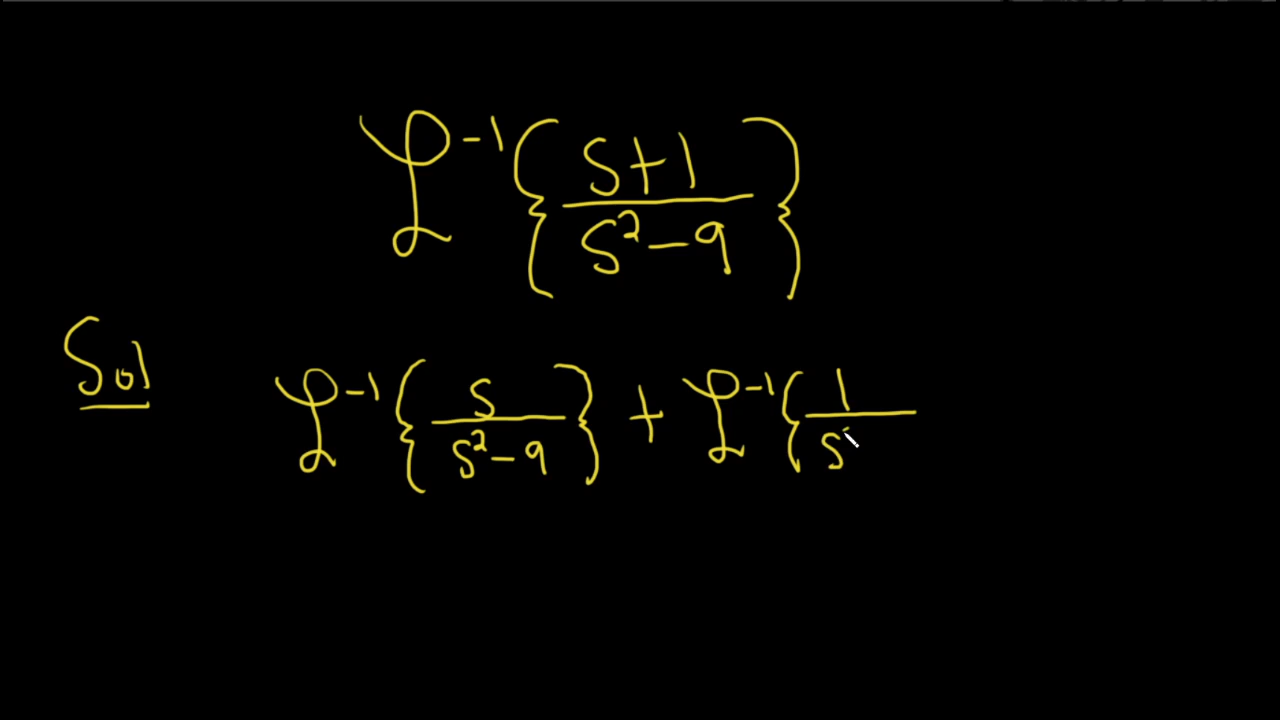 ℒ⁻¹{ (s+1)/(s²-9) }
Sol
ℒ⁻¹{ s/(s²-9) } + ℒ⁻¹{ 1/s